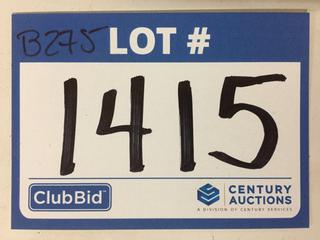 B275 LOT #
1415
ClubBid
CENTURY
AUCTIONS
A DIVISION OF CENTURY SERVICES